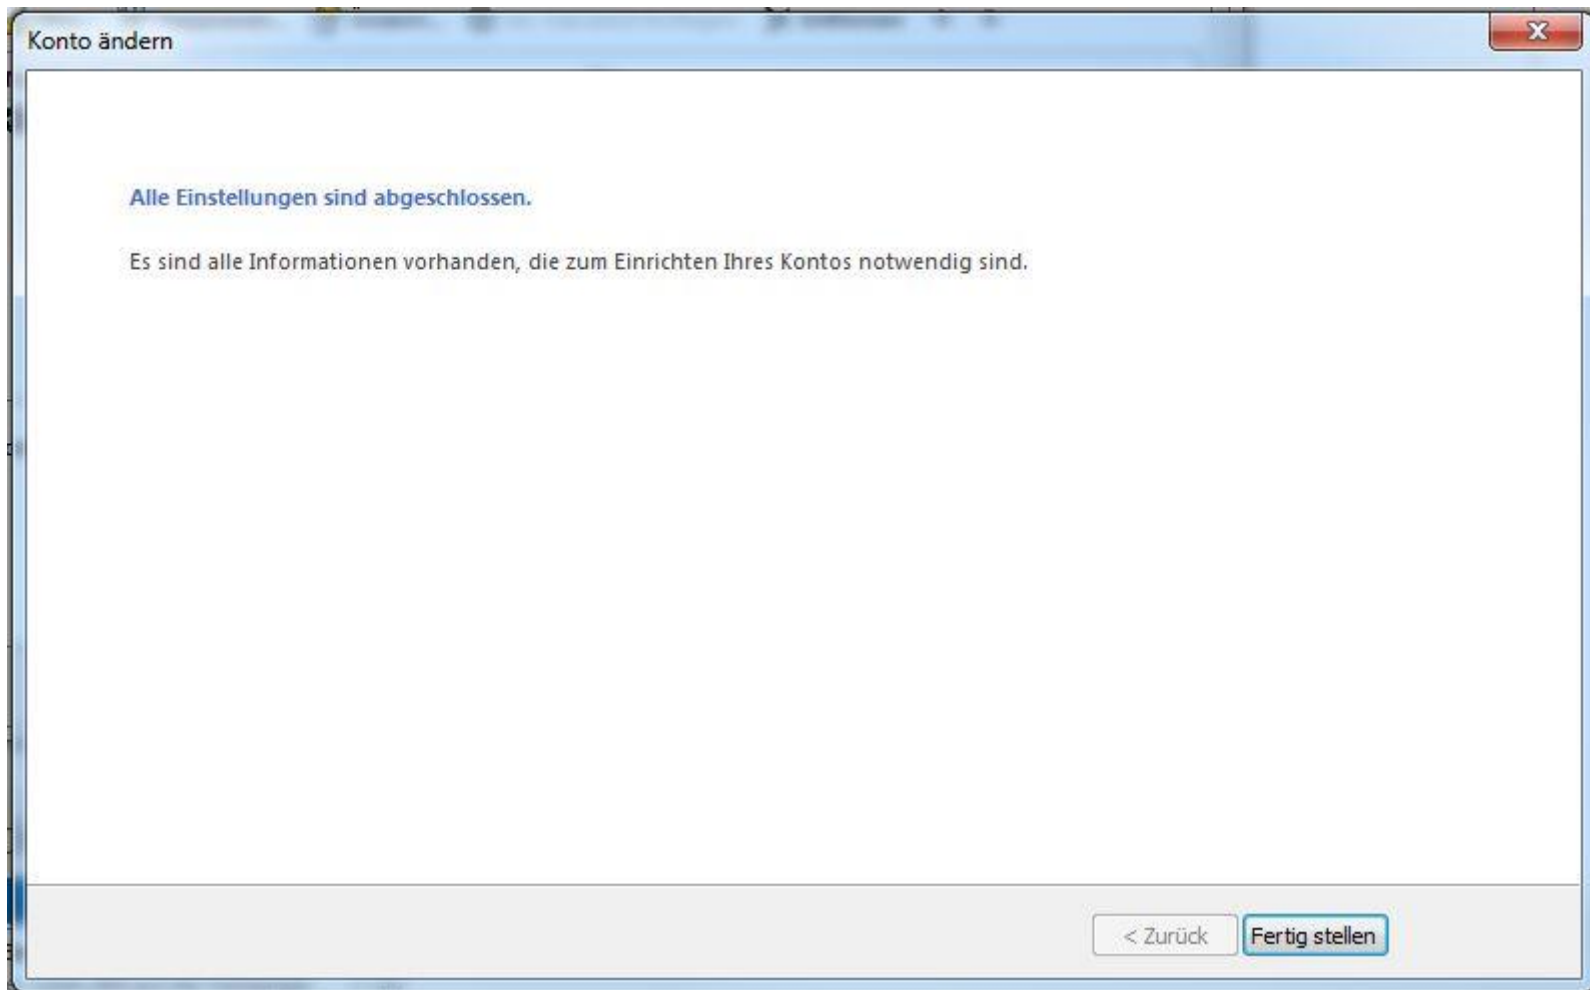 Konto ändern
Alle Einstellungen sind abgeschlossen.
Es sind alle Informationen vorhanden, die zum Einrichten Ihres Kontos notwendig sind.
< Zurück Fertig stellen